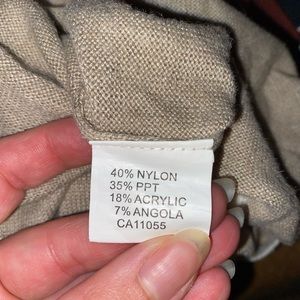 40% NYLON
35% PPT
18% ACRYLIC
7% ANGOLA
CA11055